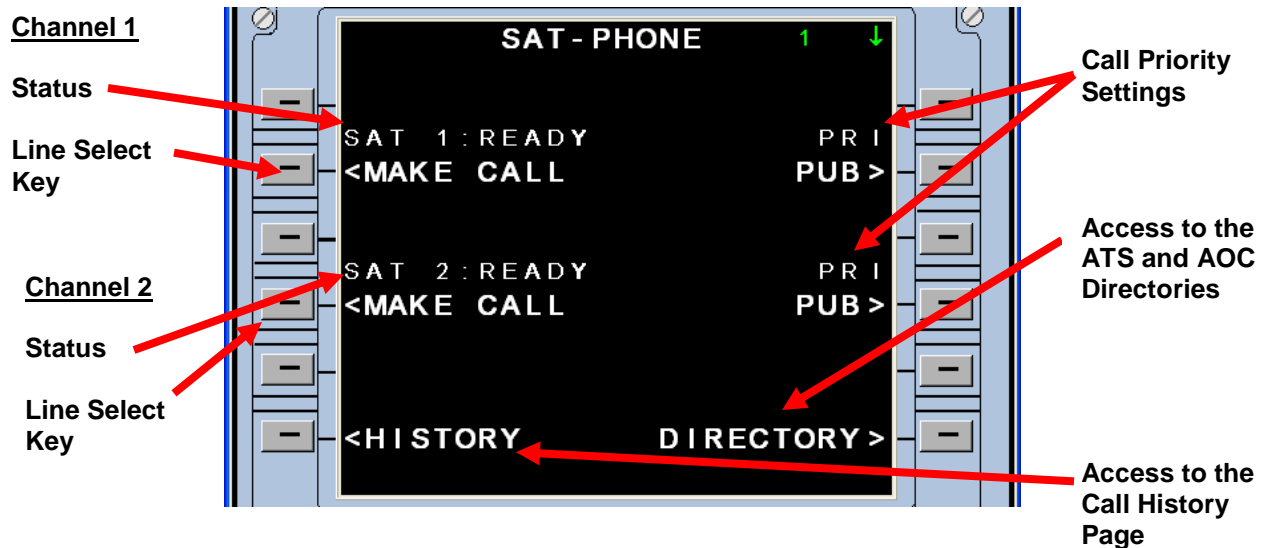 Channel 1
Status
Line Select
Key
Channel 2
Status
Line Select
Key
SAT-PHONE 1 ↓
SAT 1:READY PRI
<MAKE CALL PUB>
SAT 2:READY PRI
<MAKE CALL PUB>
<HISTORY DIRECTORY>
Call Priority
Settings
Access to the
ATS and AOC
Directories
Access to the
Call History
Page